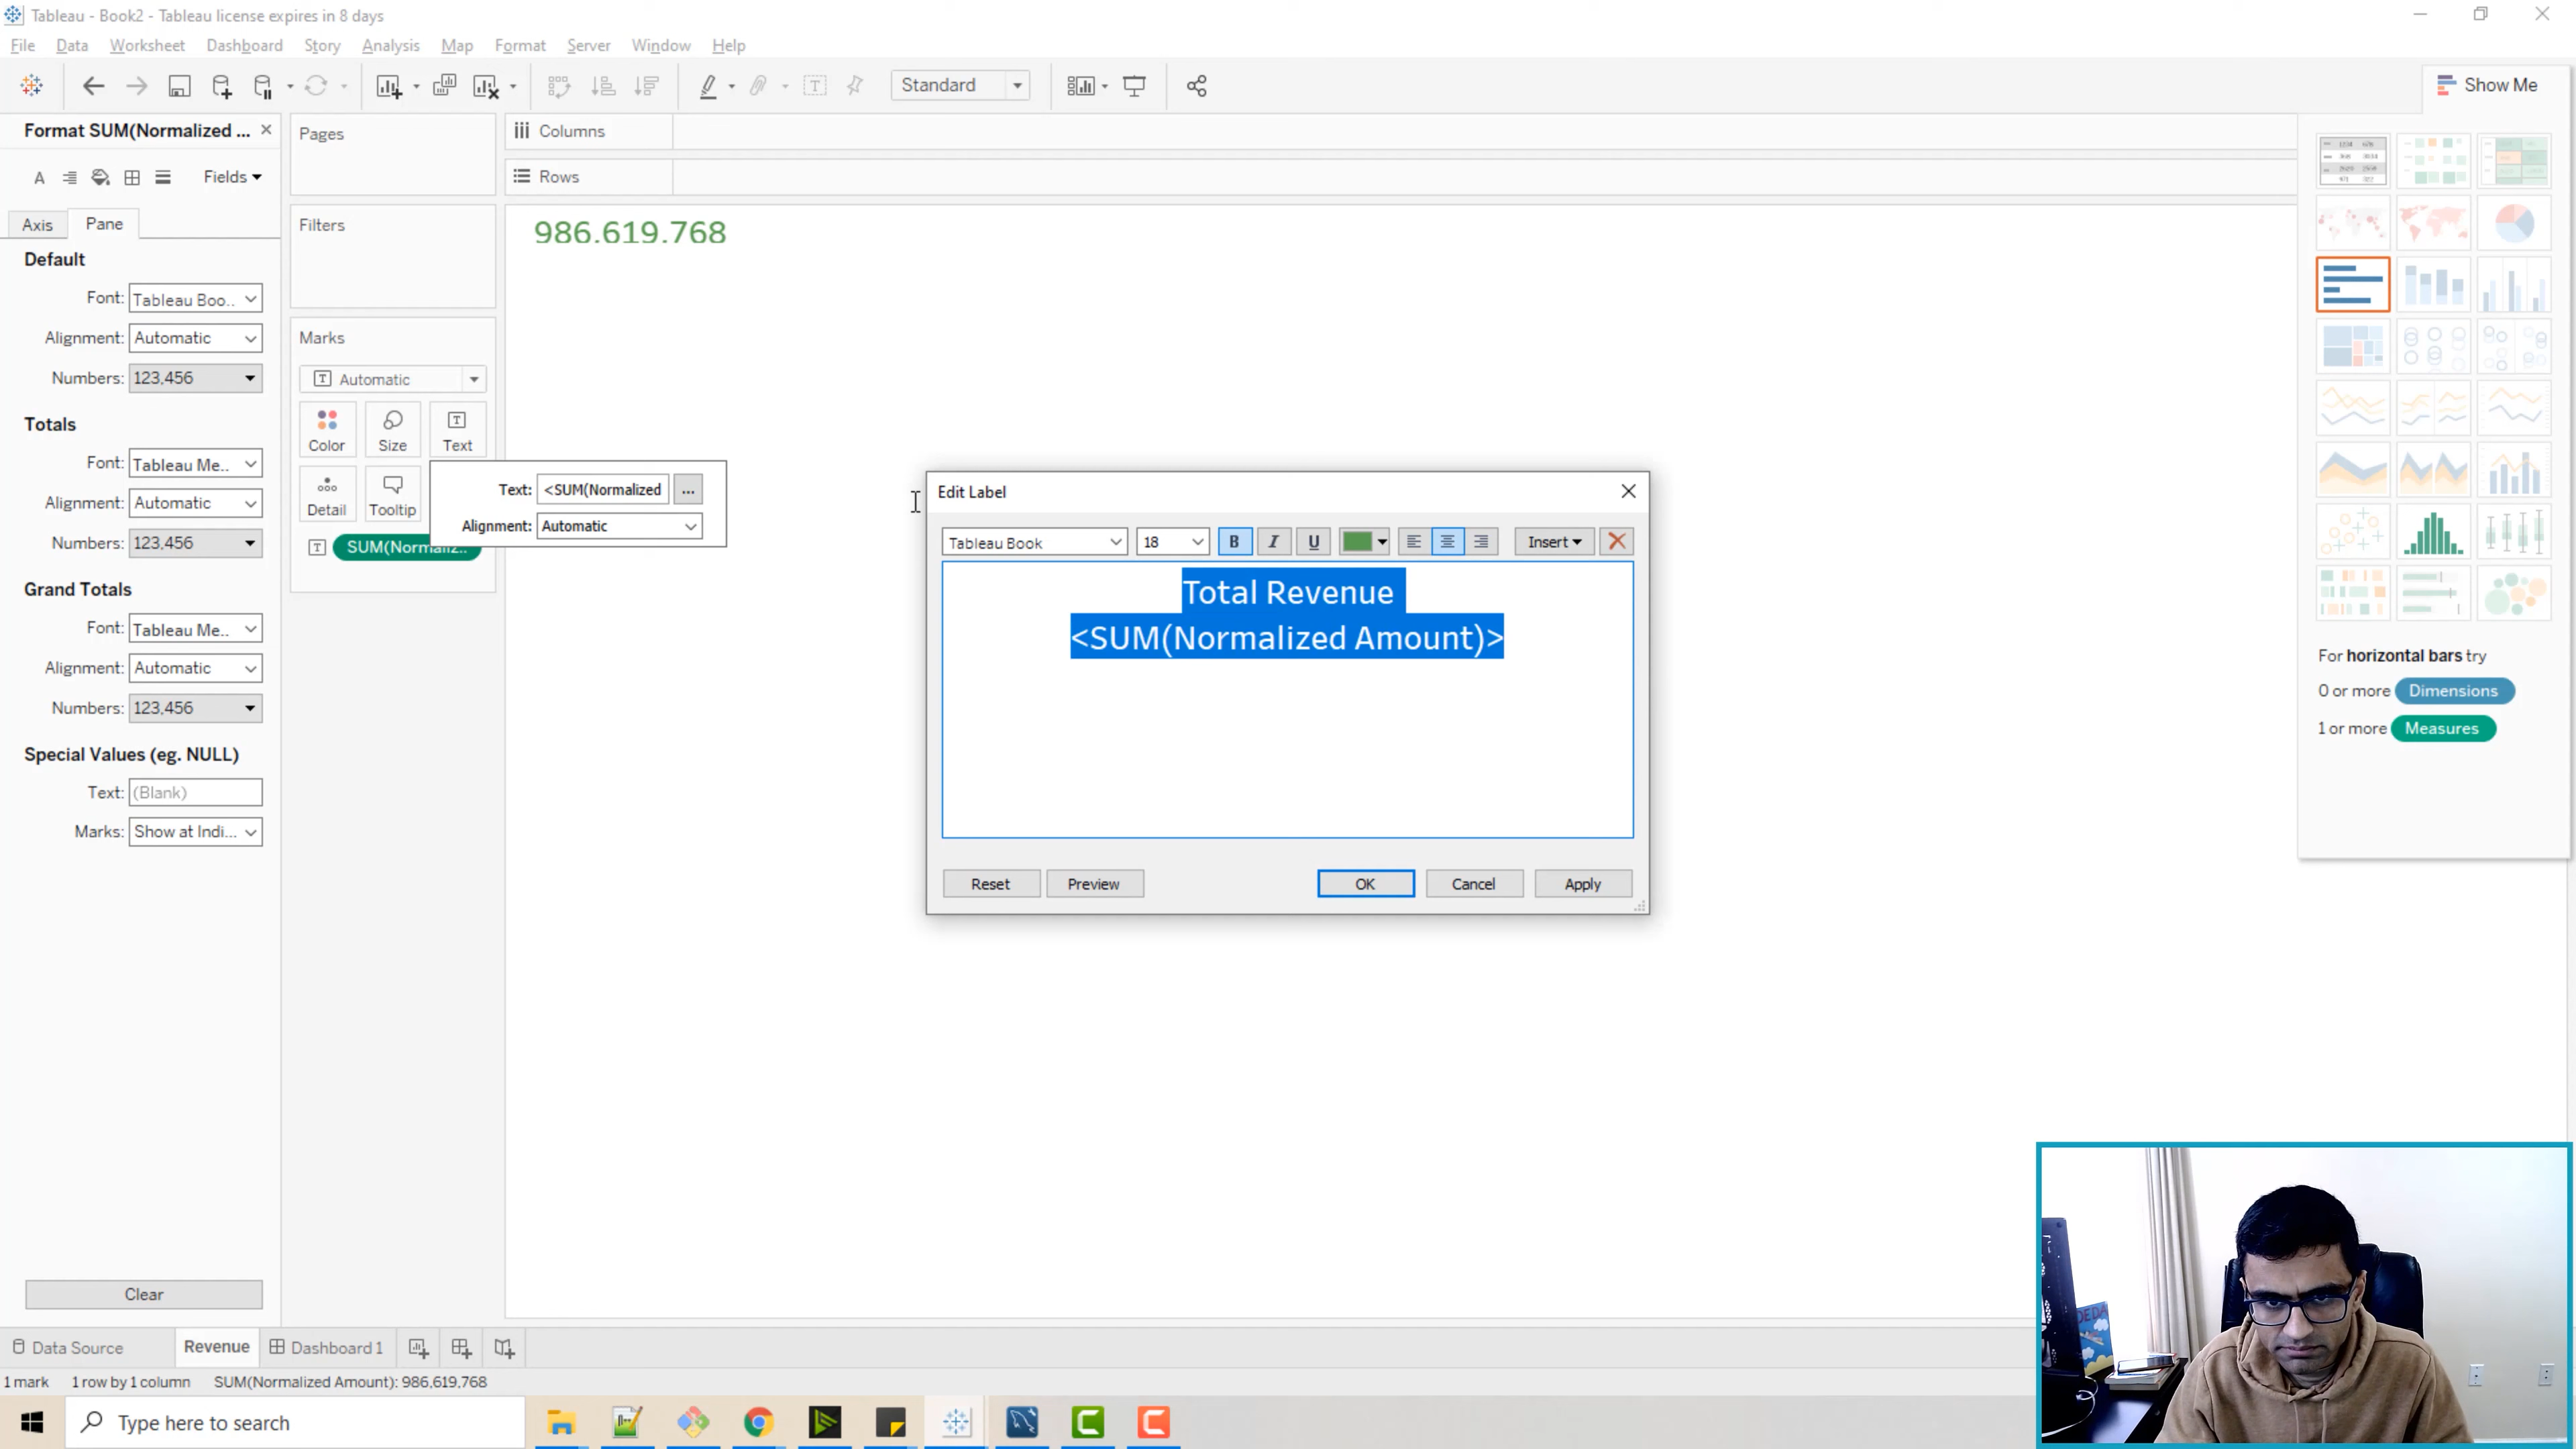 Tableau - Book2 - Tableau license expires in 8 days
File Data Worksheet Dashboard Story Analysis Map Format Server Window Help
Standard
Show Me
Format SUM(Normalized ...
Fields
Axis Pane
Default
Font: Tableau Boo..
Alignment: Automatic
Numbers: 123,456
Totals
Font: Tableau Me..
Alignment: Automatic
Numbers: 123,456
Grand Totals
Font: Tableau Me..
Alignment: Automatic
Numbers: 123,456
Special Values (eg. NULL)
Text: (Blank)
Marks: Show at Indi...
Clear
Pages
Filters
Marks
Automatic
Color Size Text
Detail Tooltip
SUM(Normaliz..
Text: <SUM(Normalized ...
Alignment: Automatic
Columns
Rows
986,619,768
Edit Label
Tableau Book 18 B I U Insert
Total Revenue
<SUM(Normalized Amount)>
Reset Preview OK Cancel Apply
For horizontal bars try
0 or more Dimensions
1 or more Measures
Data Source Revenue Dashboard 1
1 mark 1 row by 1 column SUM(Normalized Amount): 986,619,768
Type here to search